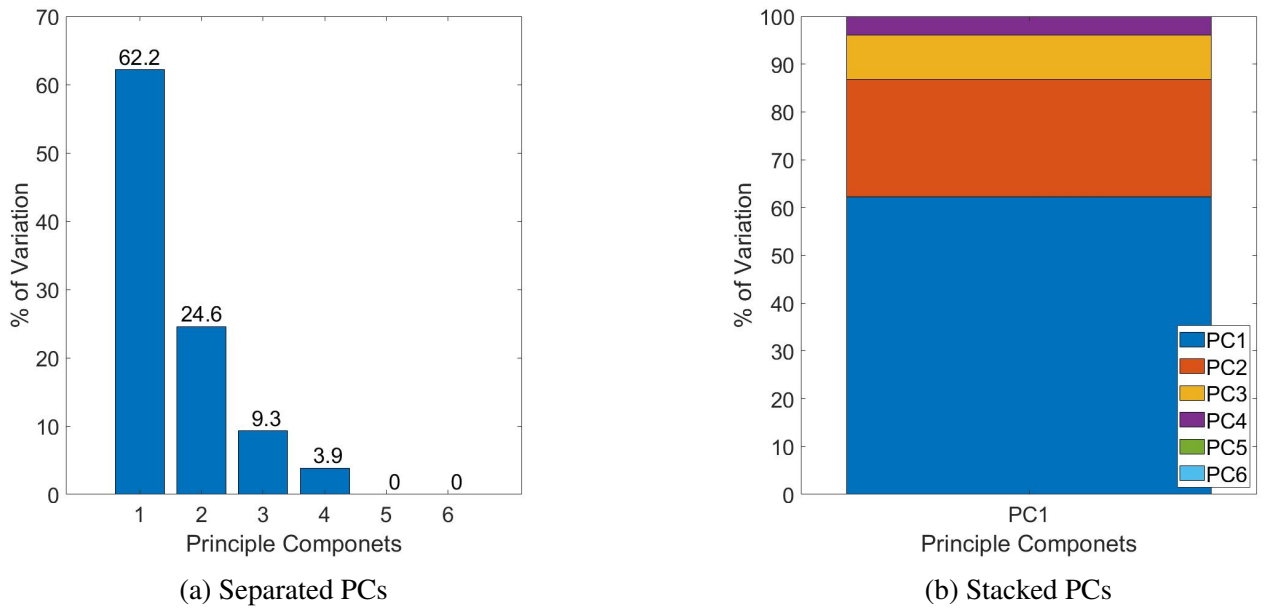 70
60
50
40
30
20
10
0
% of Variation
62.2
24.6
9.3
3.9
0
0
1 2 3 4 5 6
Principle Componets
(a) Separated PCs
100
90
80
70
60
50
40
30
20
10
0
% of Variation
PC1
PC2
PC3
PC4
PC5
PC6
PC1
Principle Componets
(b) Stacked PCs